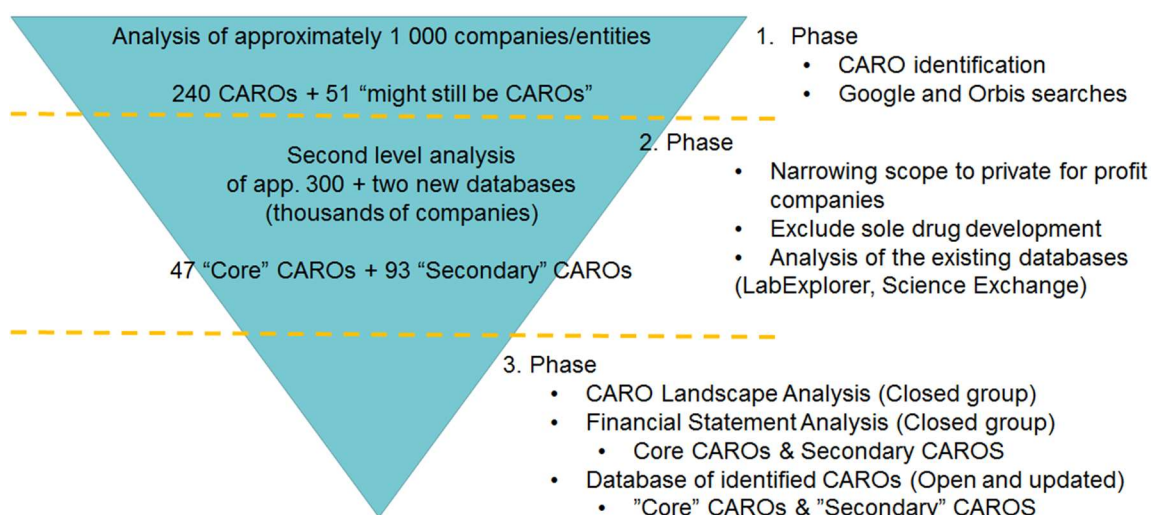 Analysis of approximately 1 000 companies/entities
240 CAROs + 51 “might still be CAROs”
1. Phase
• CARO identification
• Google and Orbis searches
Second level analysis
of app. 300 + two new databases
(thousands of companies)
47 “Core” CAROs + 93 “Secondary” CAROs
2. Phase
• Narrowing scope to private for profit
companies
• Exclude sole drug development
• Analysis of the existing databases
(LabExplorer, Science Exchange)
3. Phase
• CARO Landscape Analysis (Closed group)
• Financial Statement Analysis (Closed group)
• Core CAROs & Secondary CAROS
• Database of identified CAROs (Open and updated)
• ”Core” CAROs & ”Secondary” CAROS